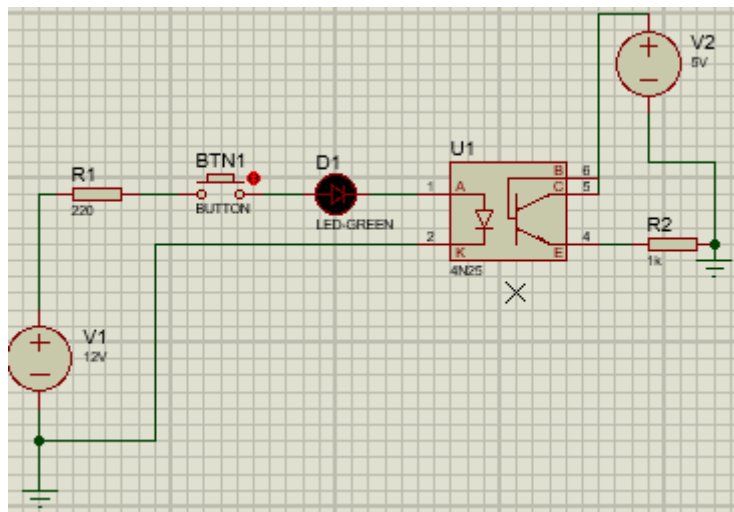 V2
5V
R1
220
BTN1
BUTTON
D1
LED-GREEN
U1
1
A
2
K
B
6
C
5
4
E
4N25
R2
1k
V1
12V